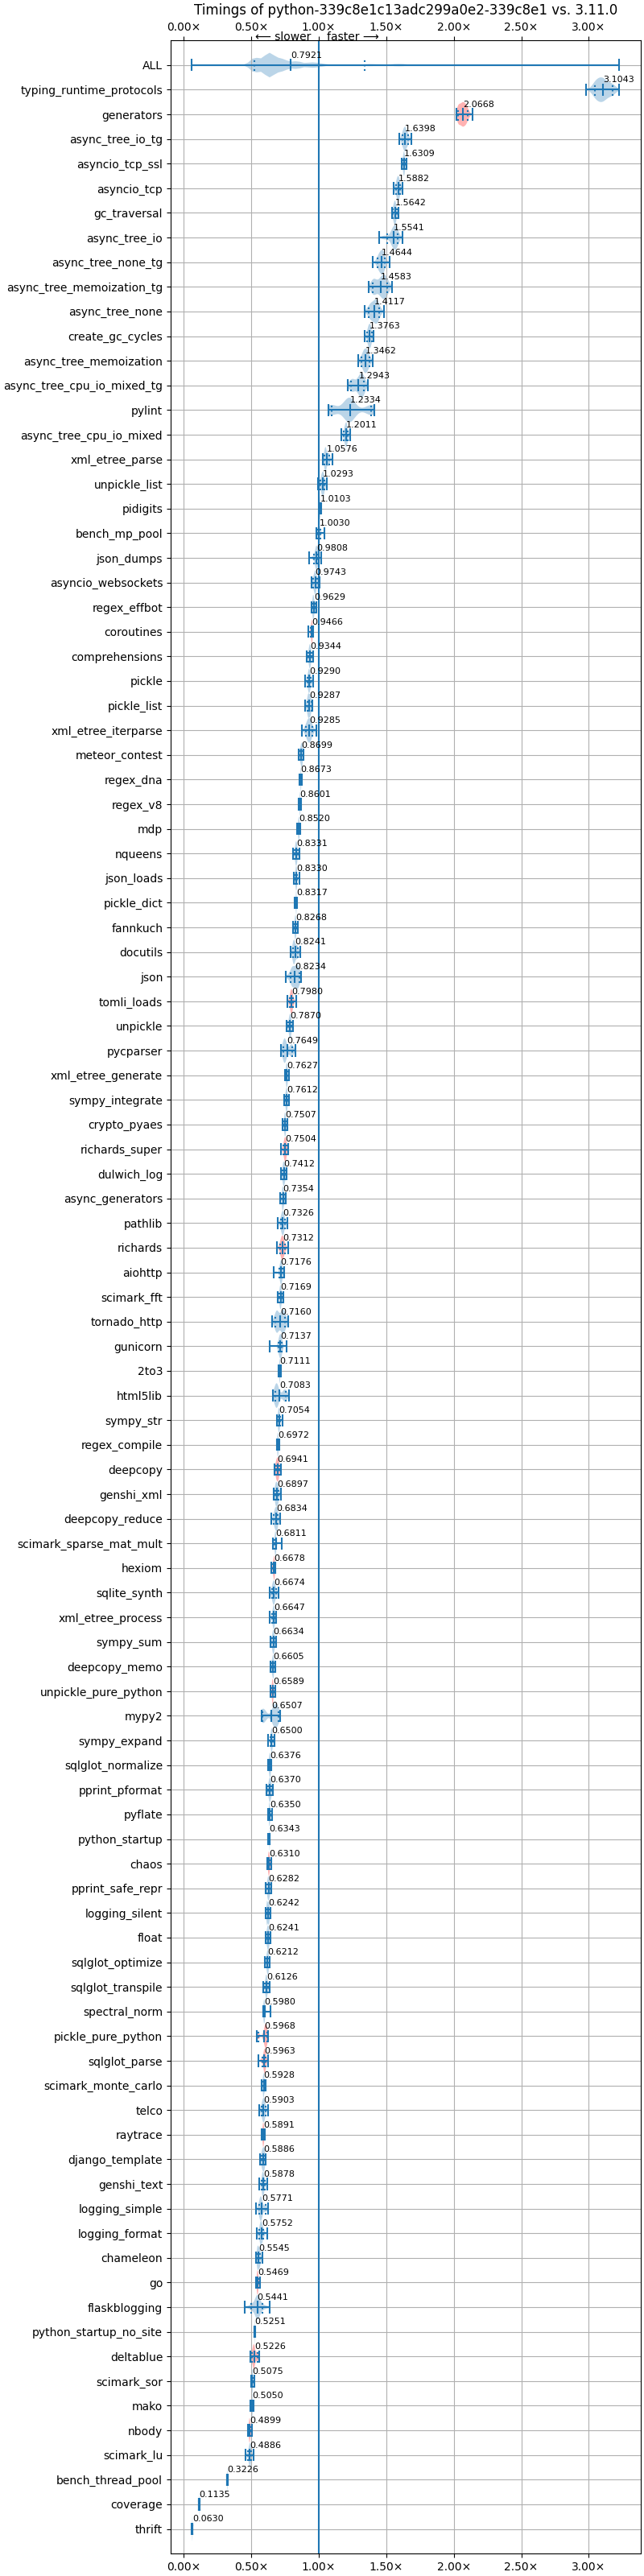 Timings of python-339c8e1c13adc299a0e2-339c8e1 vs. 3.11.0
0.00× 0.50× 1.00× 1.50× 2.00× 2.50× 3.00×
← slower faster →
ALL 0.7921
typing_runtime_protocols 3.1043
generators 2.0668
async_tree_io_tg 1.6398
asyncio_tcp_ssl 1.6309
asyncio_tcp 1.5882
gc_traversal 1.5642
async_tree_io 1.5541
async_tree_none_tg 1.4644
async_tree_memoization_tg 1.4583
async_tree_none 1.4117
create_gc_cycles 1.3763
async_tree_memoization 1.3462
async_tree_cpu_io_mixed_tg 1.2943
pylint 1.2334
async_tree_cpu_io_mixed 1.2011
xml_etree_parse 1.0576
unpickle_list 1.0293
pidigits 1.0103
bench_mp_pool 1.0030
json_dumps 0.9808
asyncio_websockets 0.9743
regex_effbot 0.9629
coroutines 0.9466
comprehensions 0.9344
pickle 0.9290
pickle_list 0.9287
xml_etree_iterparse 0.9285
meteor_contest 0.8699
regex_dna 0.8673
regex_v8 0.8601
mdp 0.8520
nqueens 0.8331
json_loads 0.8330
pickle_dict 0.8317
fannkuch 0.8268
docutils 0.8241
json 0.8234
tomli_loads 0.7980
unpickle 0.7870
pycparser 0.7649
xml_etree_generate 0.7627
sympy_integrate 0.7612
crypto_pyaes 0.7507
richards_super 0.7504
dulwich_log 0.7412
async_generators 0.7354
pathlib 0.7326
richards 0.7312
aiohttp 0.7176
scimark_fft 0.7169
tornado_http 0.7160
gunicorn 0.7137
2to3 0.7111
html5lib 0.7083
sympy_str 0.7054
regex_compile 0.6972
deepcopy 0.6941
genshi_xml 0.6897
deepcopy_reduce 0.6834
scimark_sparse_mat_mult 0.6811
hexiom 0.6678
sqlite_synth 0.6674
xml_etree_process 0.6647
sympy_sum 0.6634
deepcopy_memo 0.6605
unpickle_pure_python 0.6589
mypy2 0.6507
sympy_expand 0.6500
sqlglot_normalize 0.6376
pprint_pformat 0.6370
pyflate 0.6350
python_startup 0.6343
chaos 0.6310
pprint_safe_repr 0.6282
logging_silent 0.6242
float 0.6241
sqlglot_optimize 0.6212
sqlglot_transpile 0.6126
spectral_norm 0.5980
pickle_pure_python 0.5968
sqlglot_parse 0.5963
scimark_monte_carlo 0.5928
telco 0.5903
raytrace 0.5891
django_template 0.5886
genshi_text 0.5878
logging_simple 0.5771
logging_format 0.5752
chameleon 0.5545
go 0.5469
flaskblogging 0.5441
python_startup_no_site 0.5251
deltablue 0.5226
scimark_sor 0.5075
mako 0.5050
nbody 0.4899
scimark_lu 0.4886
bench_thread_pool 0.3226
coverage 0.1135
thrift 0.0630
0.00× 0.50× 1.00× 1.50× 2.00× 2.50× 3.00×